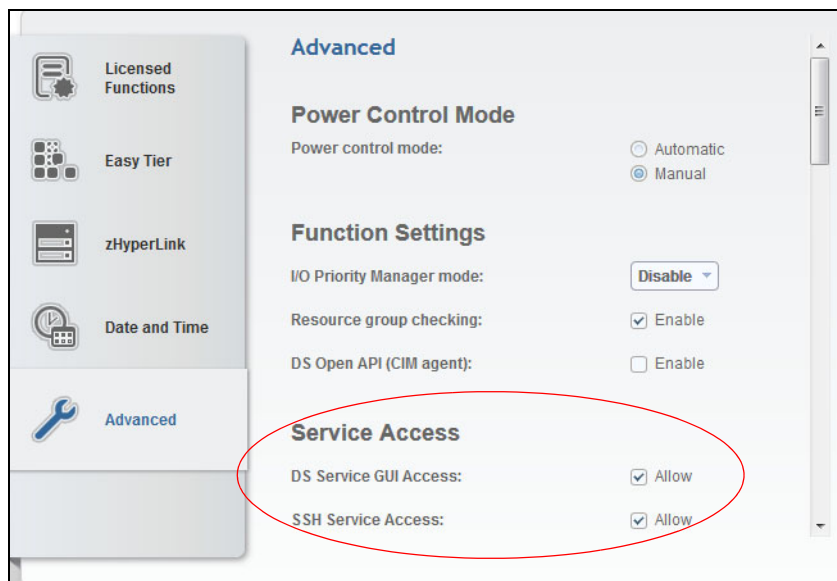 Licensed
Functions
Easy Tier
zHyperLink
Date and Time
Advanced
Advanced
Power Control Mode
Power control mode:
Automatic
Manual
Function Settings
I/O Priority Manager mode:
Disable
Resource group checking:
Enable
DS Open API (CIM agent):
Enable
Service Access
DS Service GUI Access:
Allow
SSH Service Access:
Allow